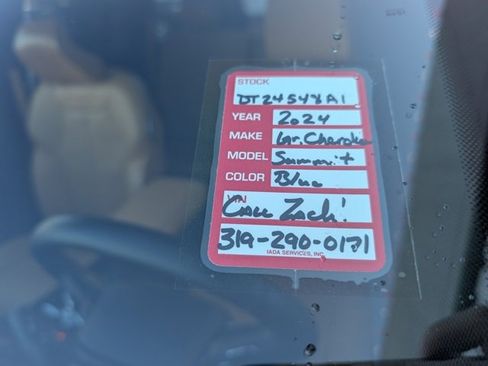 STOCK
DT24548A1
YEAR 2024
MAKE Gr. Cherokee
MODEL Summit
COLOR Blue
VIN
Call Zach!
319-290-0171
IADA SERVICES, INC.